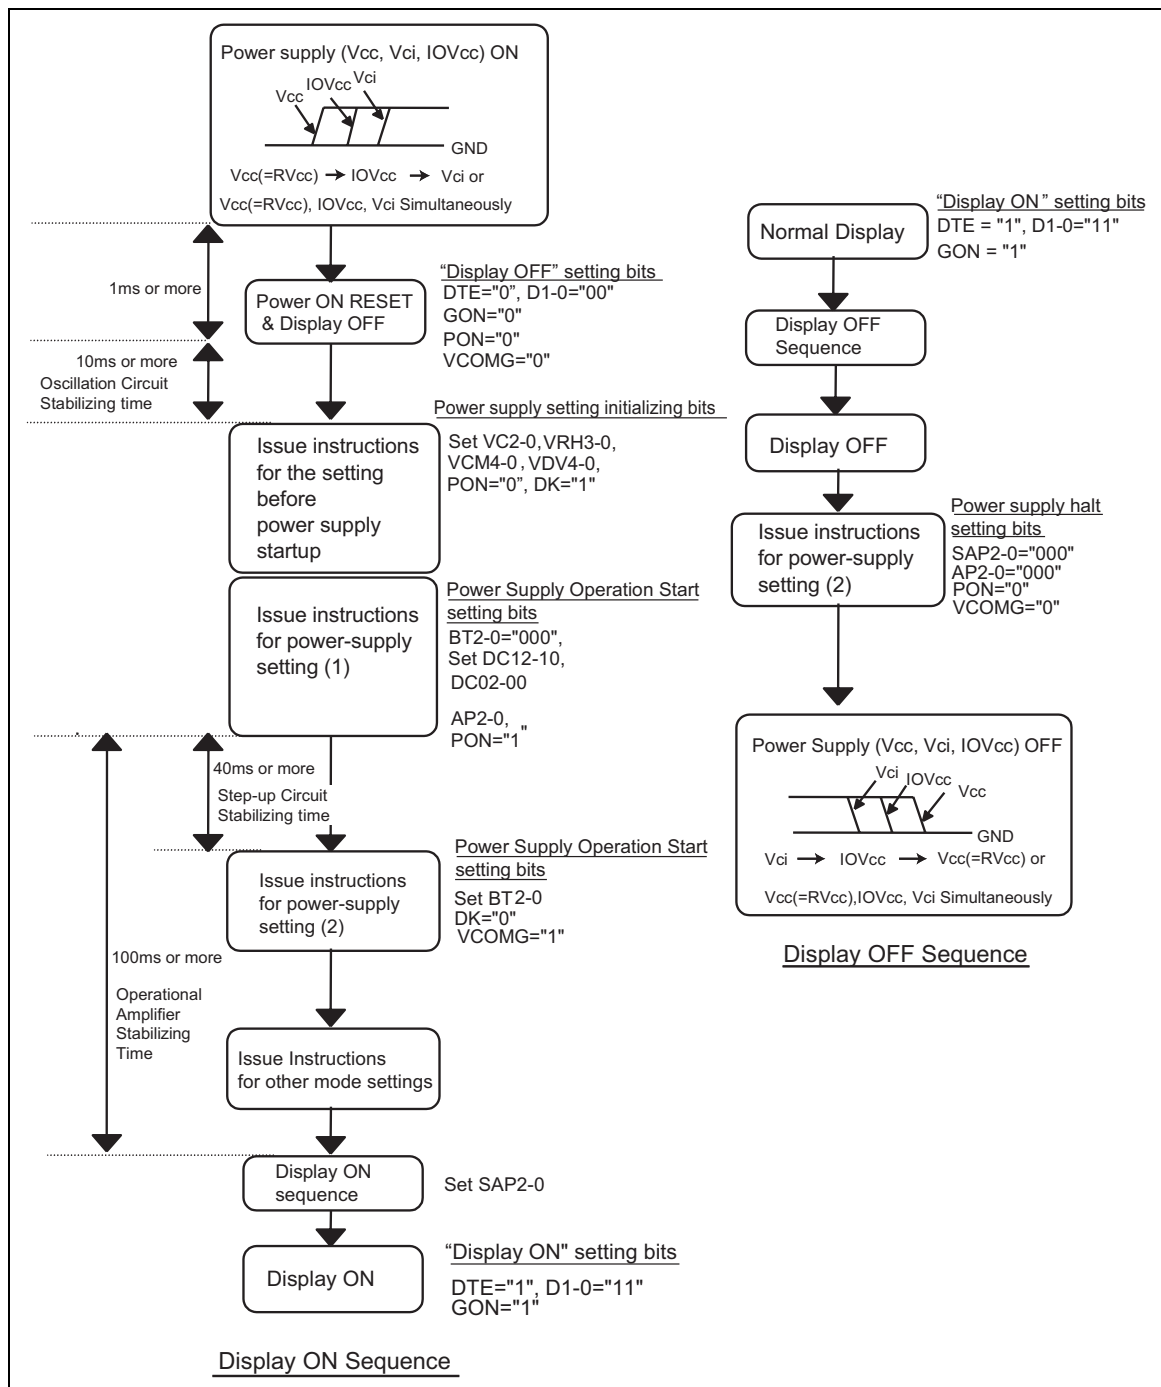 Power supply (Vcc, Vci, IOVcc) ON
Vcc
IOVcc
Vci
GND
Vcc(=RVcc) → IOVcc → Vci or
Vcc(=RVcc), IOVcc, Vci Simultaneously
1ms or more
Power ON RESET
& Display OFF
“Display OFF” setting bits
DTE="0”, D1-0="00"
GON="0"
PON="0"
VCOMG="0"
10ms or more
Oscillation Circuit
Stabilizing time
Power supply setting initializing bits
Issue instructions
for the setting
before
power supply
startup
Set VC2-0,VRH3-0,
VCM4-0,VDV4-0,
PON="0”, DK="1"
Issue instructions
for power-supply
setting (1)
Power Supply Operation Start
setting bits
BT2-0="000",
Set DC12-10,
DC02-00
AP2-0,
PON="1"
40ms or more
Step-up Circuit
Stabilizing time
Issue instructions
for power-supply
setting (2)
Power Supply Operation Start
setting bits
Set BT2-0
DK="0"
VCOMG="1"
100ms or more
Operational
Amplifier
Stabilizing
Time
Issue Instructions
for other mode settings
Display ON
sequence
Set SAP2-0
Display ON
“Display ON" setting bits
DTE="1", D1-0="11"
GON="1"
Display ON Sequence
Normal Display
“Display ON” setting bits
DTE = "1", D1-0="11"
GON = "1"
Display OFF
Sequence
Display OFF
Issue instructions
for power-supply
setting (2)
Power supply halt
setting bits
SAP2-0="000"
AP2-0="000"
PON="0"
VCOMG="0"
Power Supply (Vcc, Vci, IOVcc) OFF
Vci
IOVcc
Vcc
GND
Vci → IOVcc → Vcc(=RVcc) or
Vcc(=RVcc),IOVcc, Vci Simultaneously
Display OFF Sequence